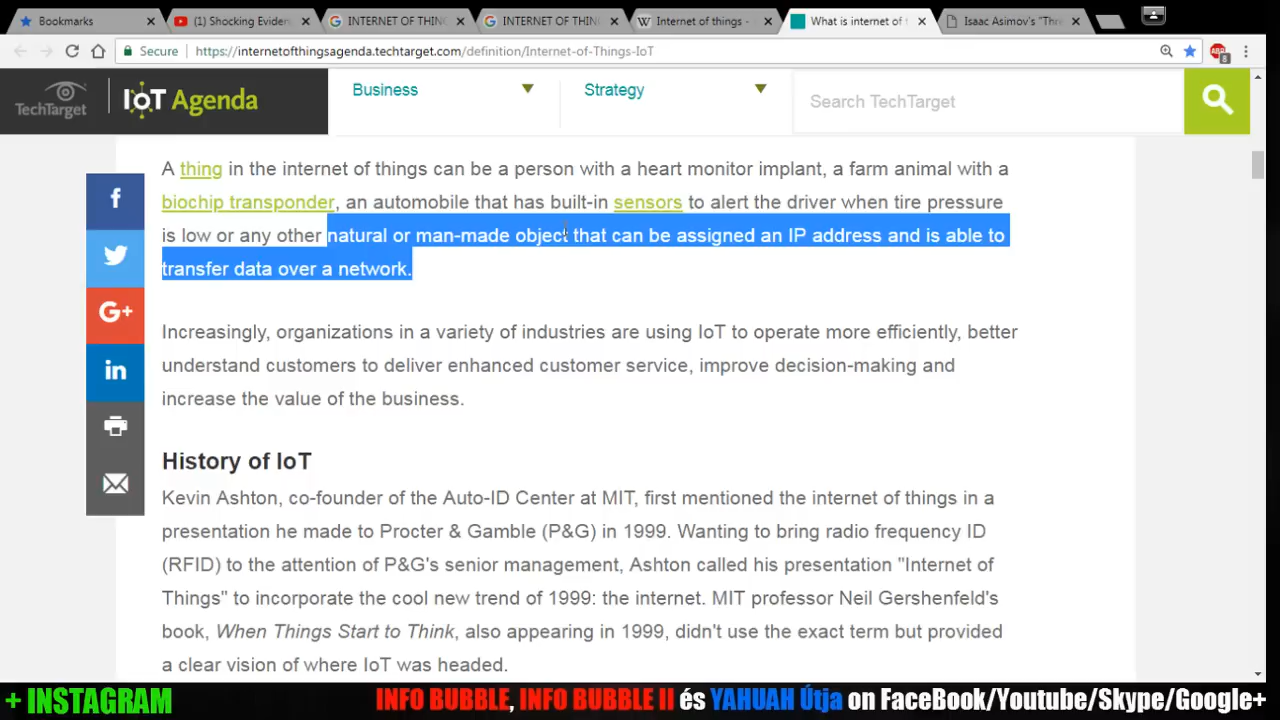 Bookmarks
(1) Shocking Eviden
INTERNET OF THIN
INTERNET OF THIN
Internet of things -
What is internet of t
Isaac Asimov's "Thre
Secure
https://internetofthingsagenda.techtarget.com/definition/Internet-of-Things-IoT
8
TechTarget
IoT Agenda
Business
Strategy
Search TechTarget
A thing in the internet of things can be a person with a heart monitor implant, a farm animal with a
biochip transponder, an automobile that has built-in sensors to alert the driver when tire pressure
is low or any other natural or man-made object that can be assigned an IP address and is able to
transfer data over a network.
Increasingly, organizations in a variety of industries are using IoT to operate more efficiently, better
understand customers to deliver enhanced customer service, improve decision-making and
increase the value of the business.
History of IoT
Kevin Ashton, co-founder of the Auto-ID Center at MIT, first mentioned the internet of things in a
presentation he made to Procter & Gamble (P&G) in 1999. Wanting to bring radio frequency ID
(RFID) to the attention of P&G's senior management, Ashton called his presentation "Internet of
Things" to incorporate the cool new trend of 1999: the internet. MIT professor Neil Gershenfeld's
book, When Things Start to Think, also appearing in 1999, didn't use the exact term but provided
a clear vision of where IoT was headed.
+ INSTAGRAM
INFO BUBBLE, INFO BUBBLE II és YAHUAH Útja on FaceBook/Youtube/Skype/Google+